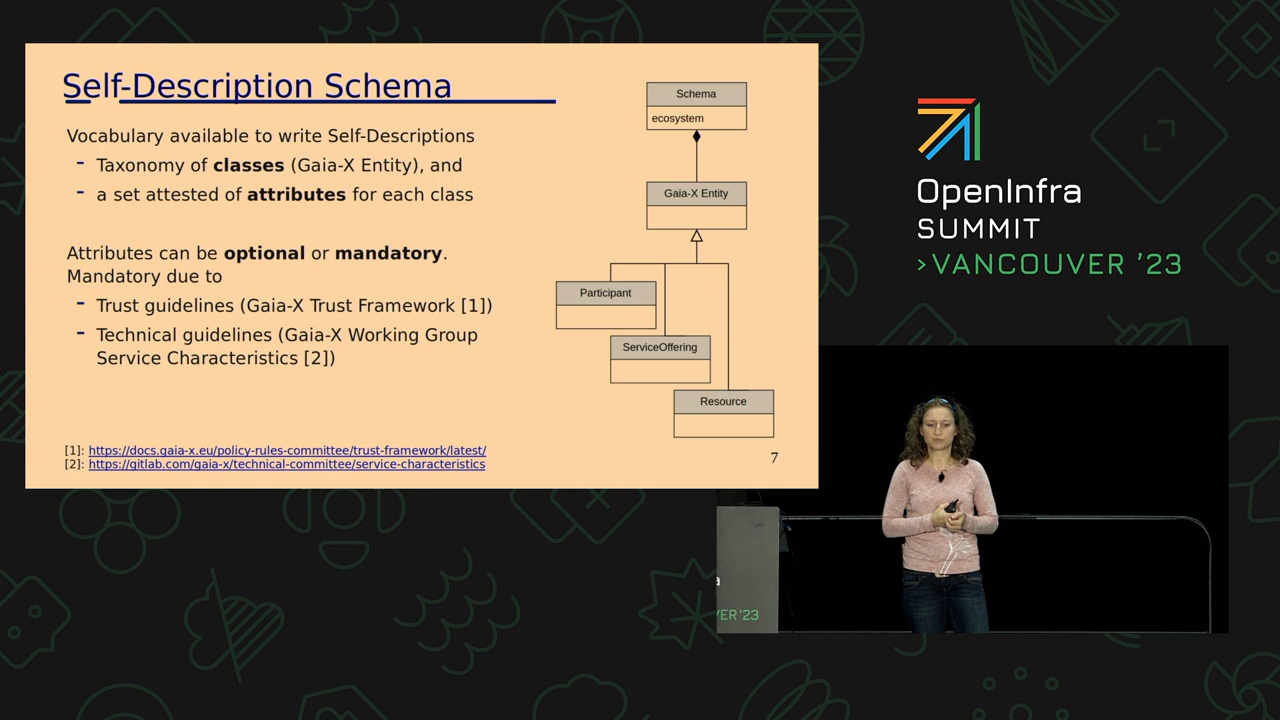 Self-Description Schema
Vocabulary available to write Self-Descriptions
- Taxonomy of classes (Gaia-X Entity), and
- a set attested of attributes for each class
Attributes can be optional or mandatory.
Mandatory due to
- Trust guidelines (Gaia-X Trust Framework [1])
- Technical guidelines (Gaia-X Working Group
Service Characteristics [2])
[1]: https://docs.gaia-x.eu/policy-rules-committee/trust-framework/latest/
[2]: https://gitlab.com/gaia-x/technical-committee/service-characteristics
Schema
ecosystem
Gaia-X Entity
Participant
ServiceOffering
Resource
7
OpenInfra
SUMMIT
>VANCOUVER '23
a
VER '23